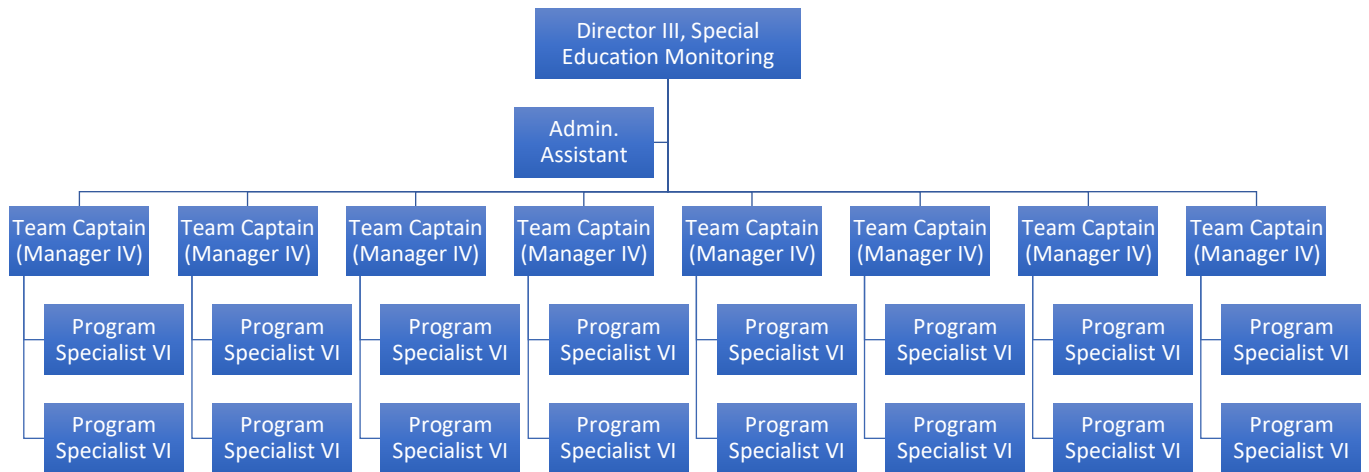 Director III, Special
Education Monitoring
Admin.
Assistant
Team Captain
(Manager IV)
Team Captain
(Manager IV)
Team Captain
(Manager IV)
Team Captain
(Manager IV)
Team Captain
(Manager IV)
Team Captain
(Manager IV)
Team Captain
(Manager IV)
Team Captain
(Manager IV)
Program
Specialist VI
Program
Specialist VI
Program
Specialist VI
Program
Specialist VI
Program
Specialist VI
Program
Specialist VI
Program
Specialist VI
Program
Specialist VI
Program
Specialist VI
Program
Specialist VI
Program
Specialist VI
Program
Specialist VI
Program
Specialist VI
Program
Specialist VI
Program
Specialist VI
Program
Specialist VI